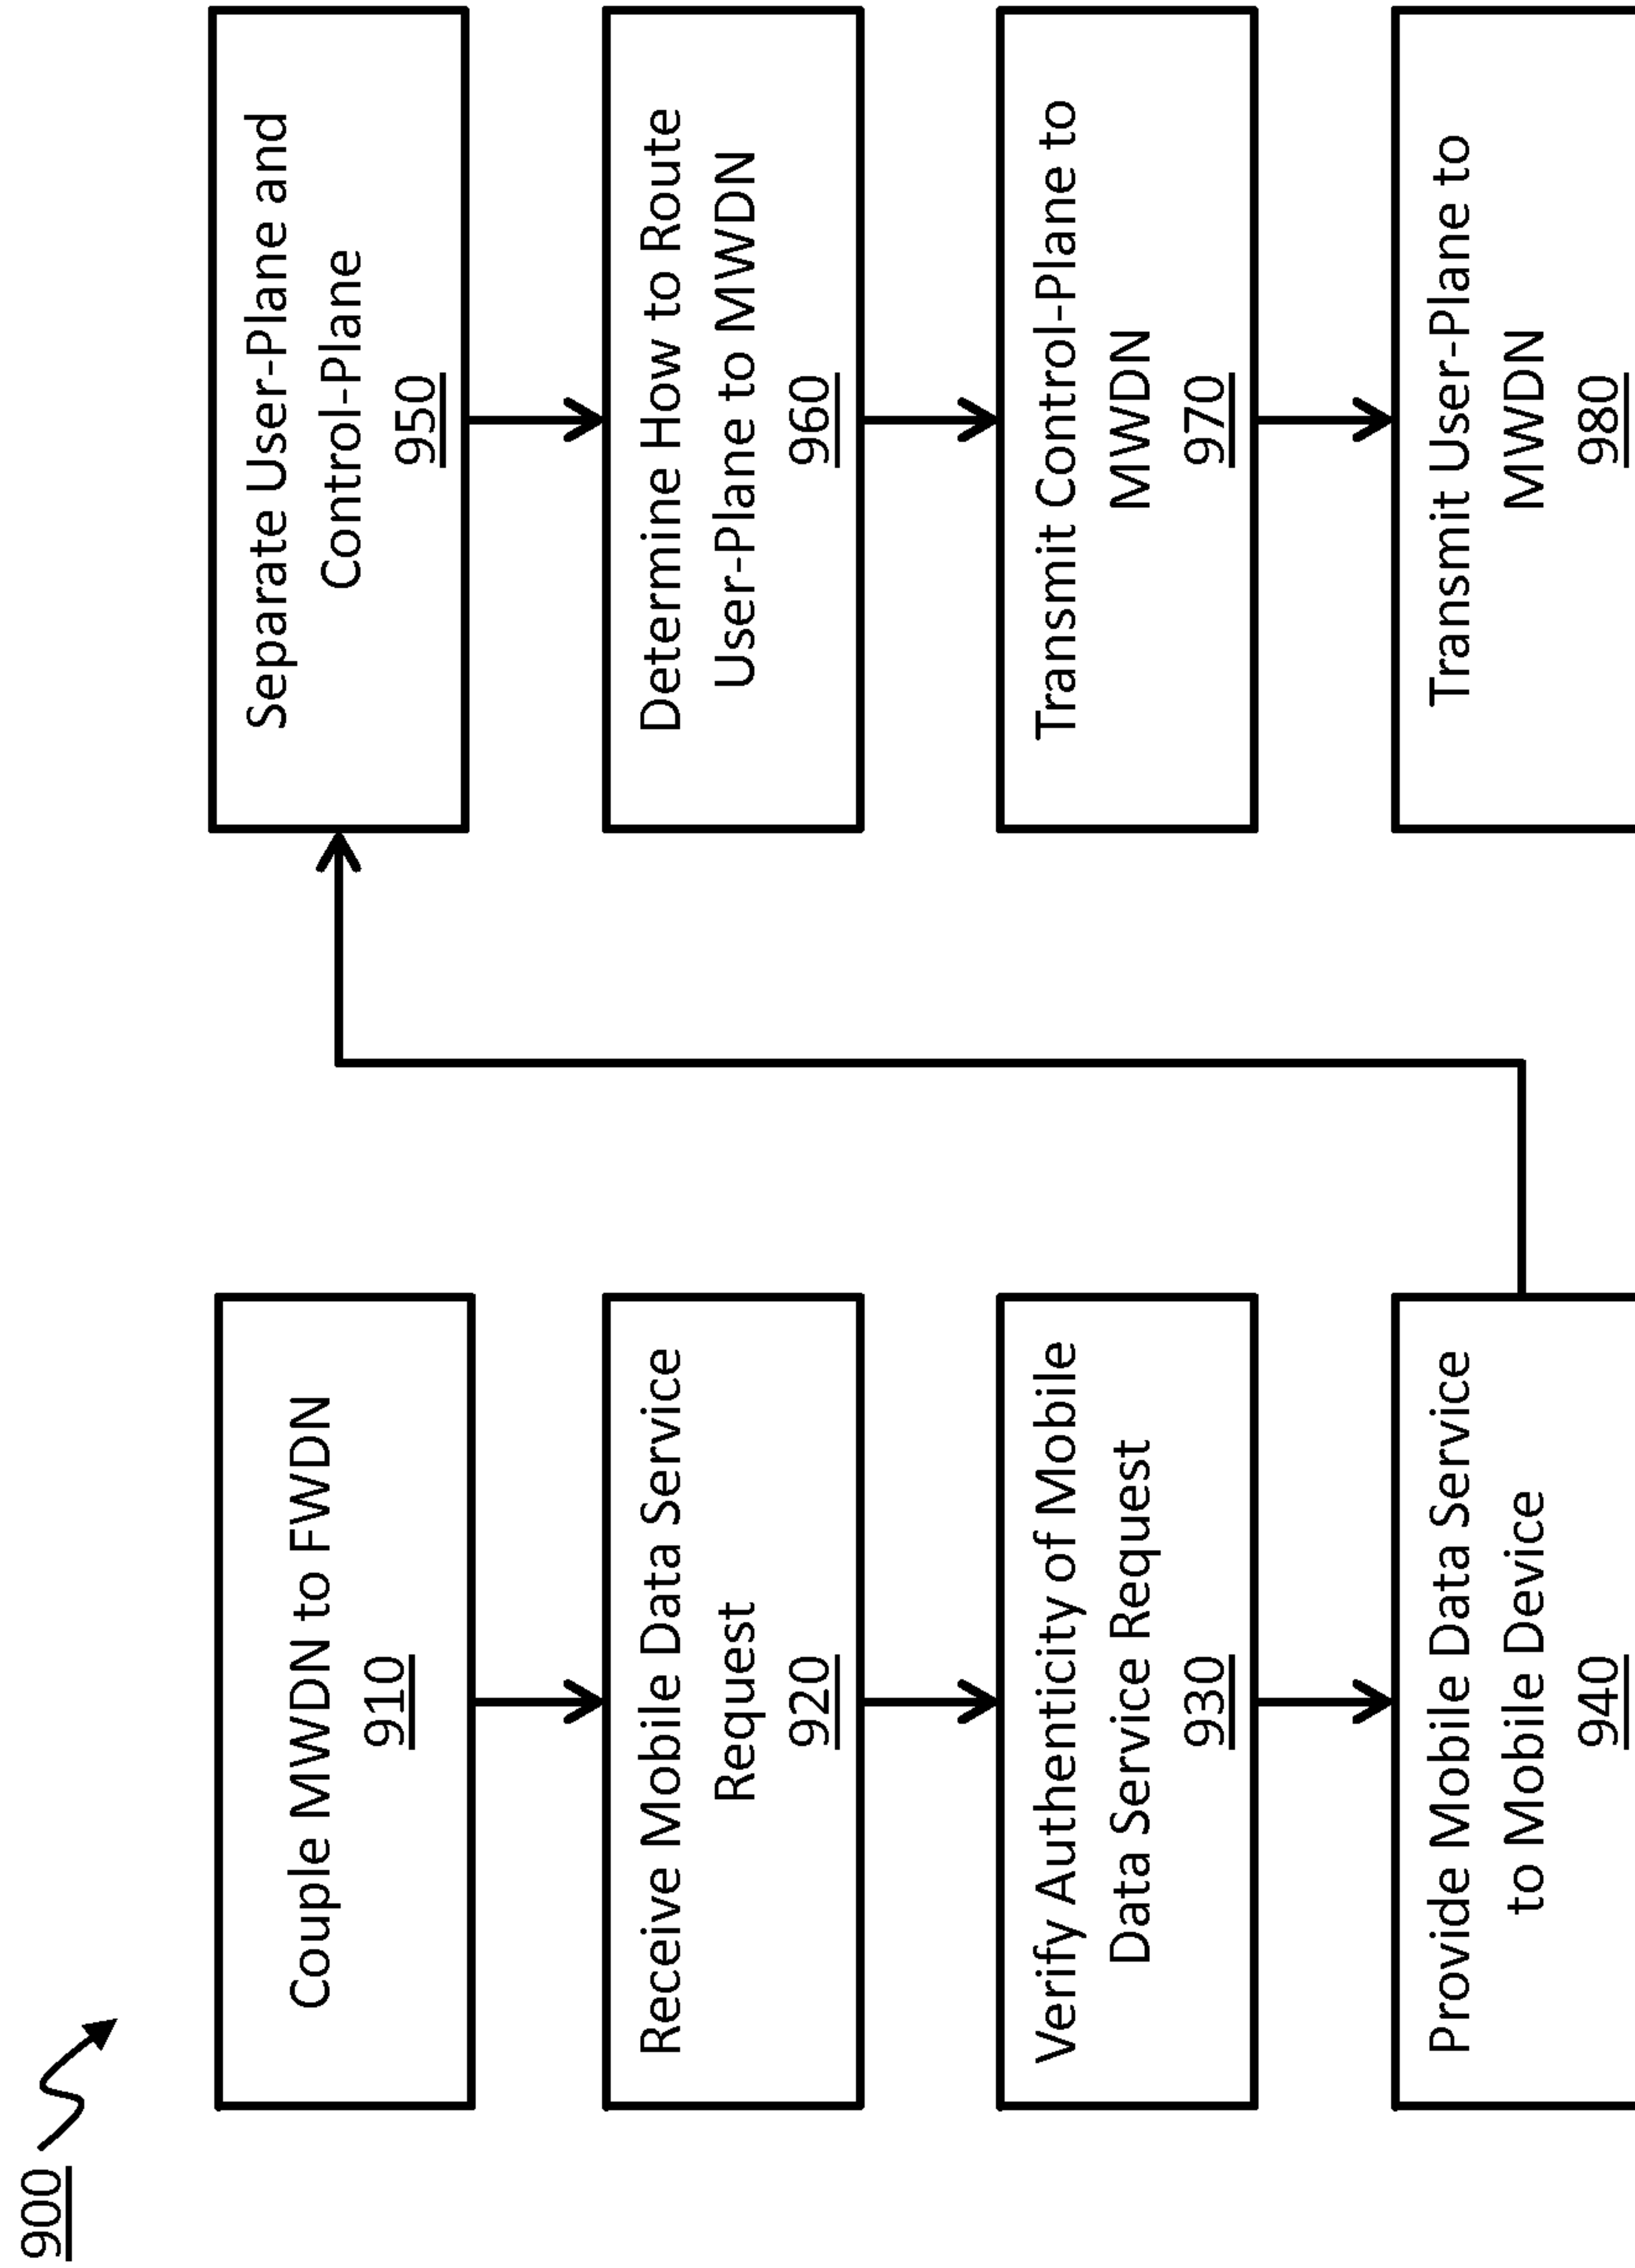 900
Couple MWDN to FWDN
910
Receive Mobile Data Service
Request
920
Verify Authenticity of Mobile
Data Service Request
930
Provide Mobile Data Service
to Mobile Device
940
Separate User-Plane and
Control-Plane
950
Determine How to Route
User-Plane to MWDN
960
Transmit Control-Plane to
MWDN
970
Transmit User-Plane to
MWDN
980